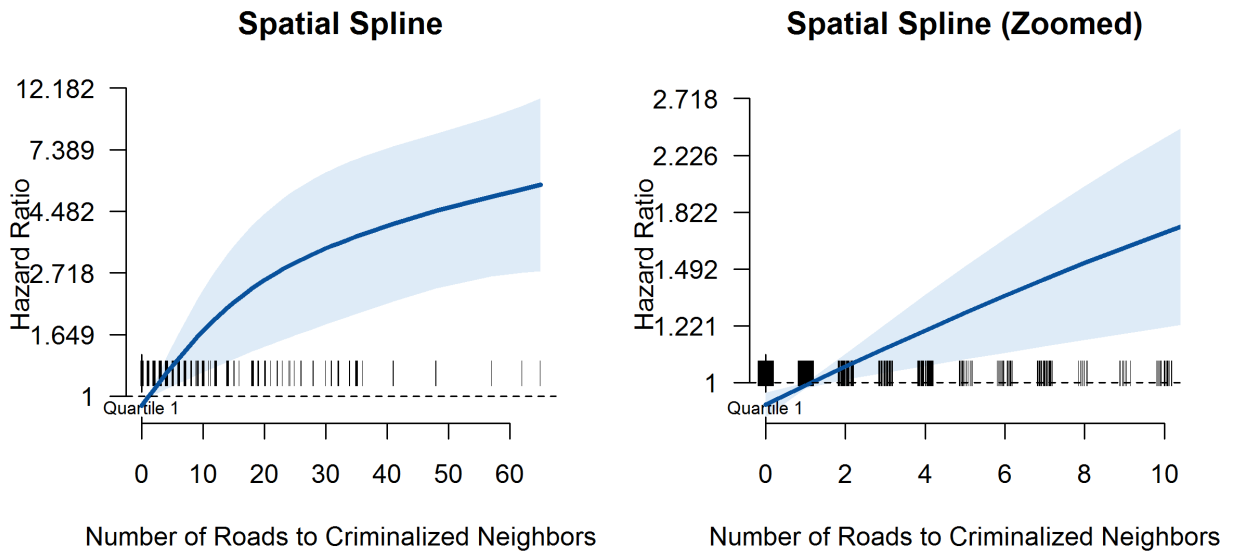 Spatial Spline
12.182
7.389
4.482
2.718
1.649
1
Hazard Ratio
Quartile 1
0 10 20 30 40 50 60
Number of Roads to Criminalized Neighbors
Spatial Spline (Zoomed)
2.718
2.226
1.822
1.492
1.221
1
Hazard Ratio
Quartile 1
0 2 4 6 8 10
Number of Roads to Criminalized Neighbors